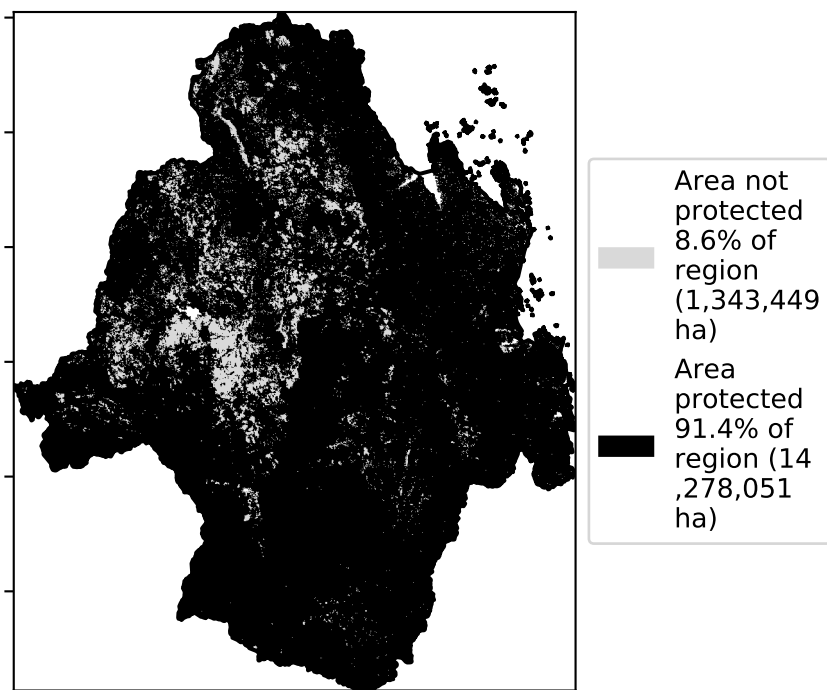 Area not
protected
8.6% of
region
(1,343,449
ha)
Area
protected
91.4% of
region (14
,278,051
ha)